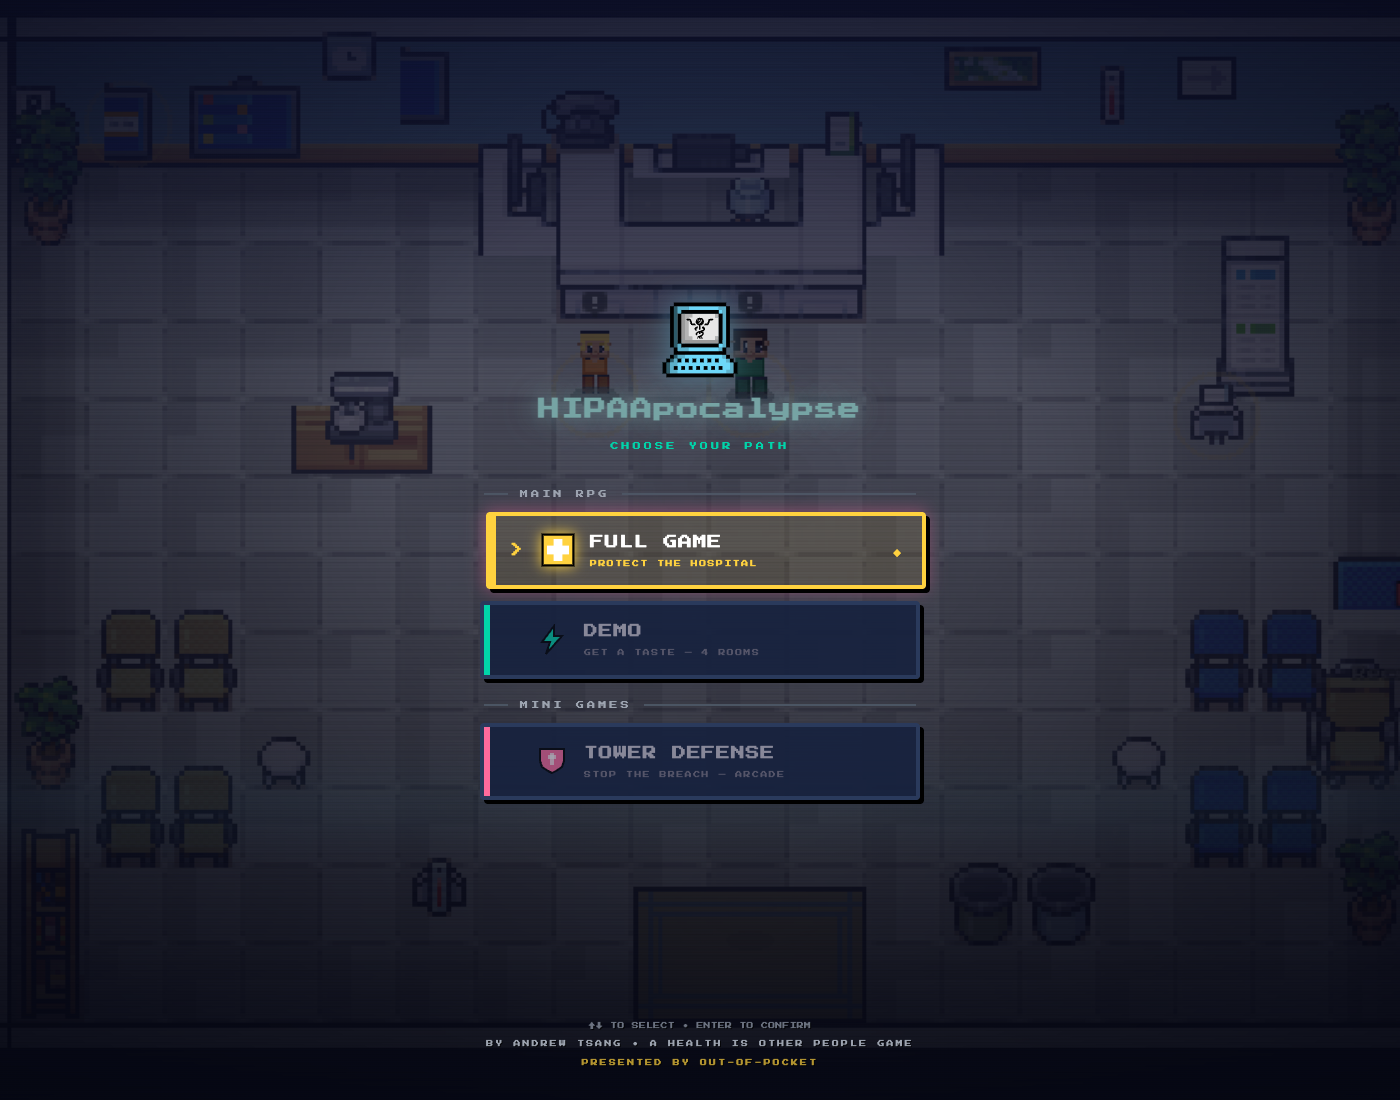 HIPAApocalypse
CHOOSE YOUR PATH
MAIN RPG
FULL GAME
PROTECT THE HOSPITAL
DEMO
GET A TASTE — 4 ROOMS
MINI GAMES
TOWER DEFENSE
STOP THE BREACH — ARCADE
↑↓ TO SELECT • ENTER TO CONFIRM
BY ANDREW TSANG • A HEALTH IS OTHER PEOPLE GAME
PRESENTED BY OUT-OF-POCKET